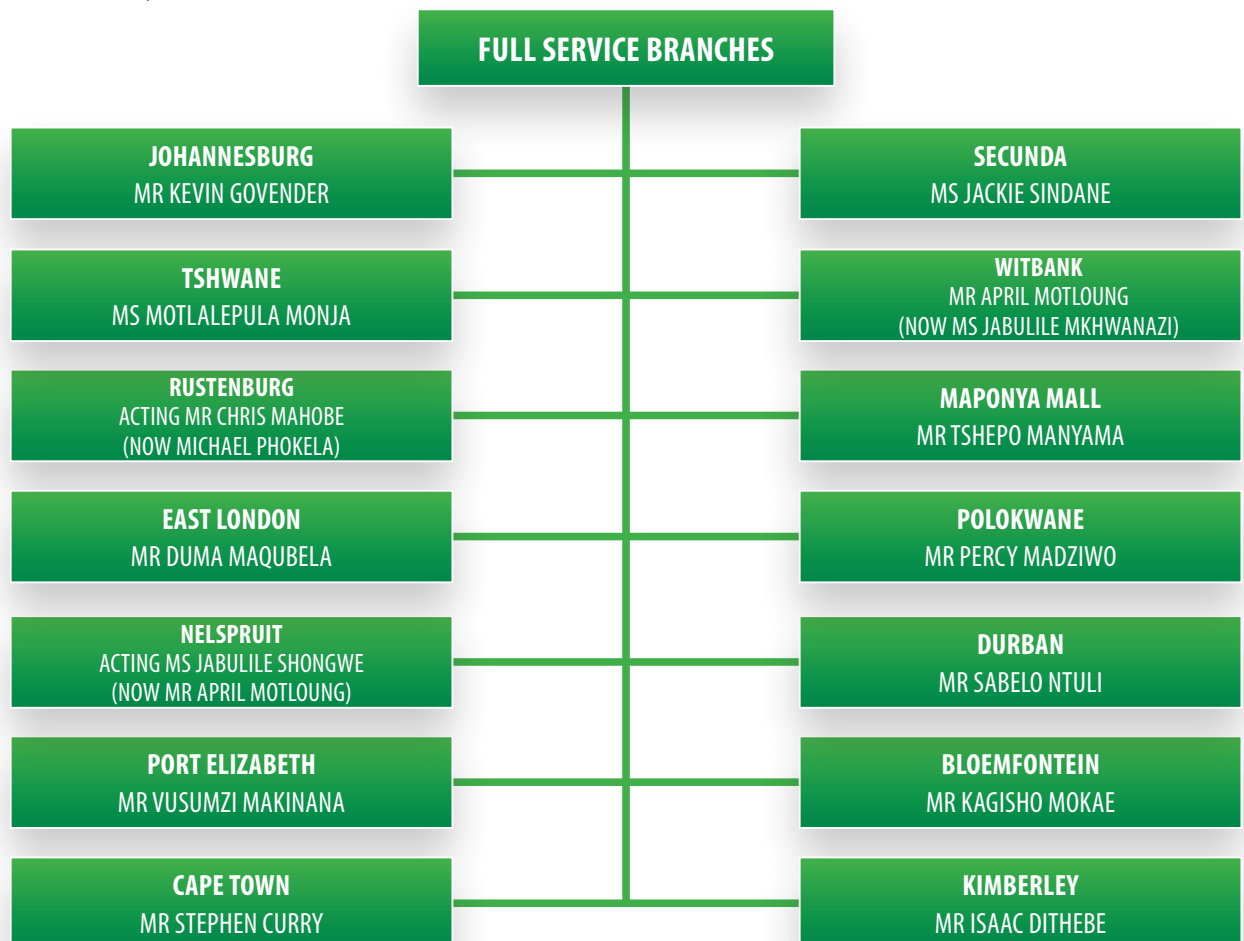 FULL SERVICE BRANCHES
JOHANNESBURG
MR KEVIN GOVENDER
SECUNDA
MS JACKIE SINDANE
TSHWANE
MS MOTLALEPULA MONJA
WITBANK
MR APRIL MOTLOUNG
(NOW MS JABULILE MKHWANAZI)
RUSTENBURG
ACTING MR CHRIS MAHOBE
(NOW MICHAEL PHOKELA)
MAPONYA MALL
MR TSHEPO MANYAMA
EAST LONDON
MR DUMA MAQUBELA
POLOKWANE
MR PERCY MADZIWO
NELSPRUIT
ACTING MS JABULILE SHONGWE
(NOW MR APRIL MOTLOUNG)
DURBAN
MR SABELO NTULI
PORT ELIZABETH
MR VUSUMZI MAKINANA
BLOEMFONTEIN
MR KAGISHO MOKAE
CAPE TOWN
MR STEPHEN CURRY
KIMBERLEY
MR ISAAC DITHEBE